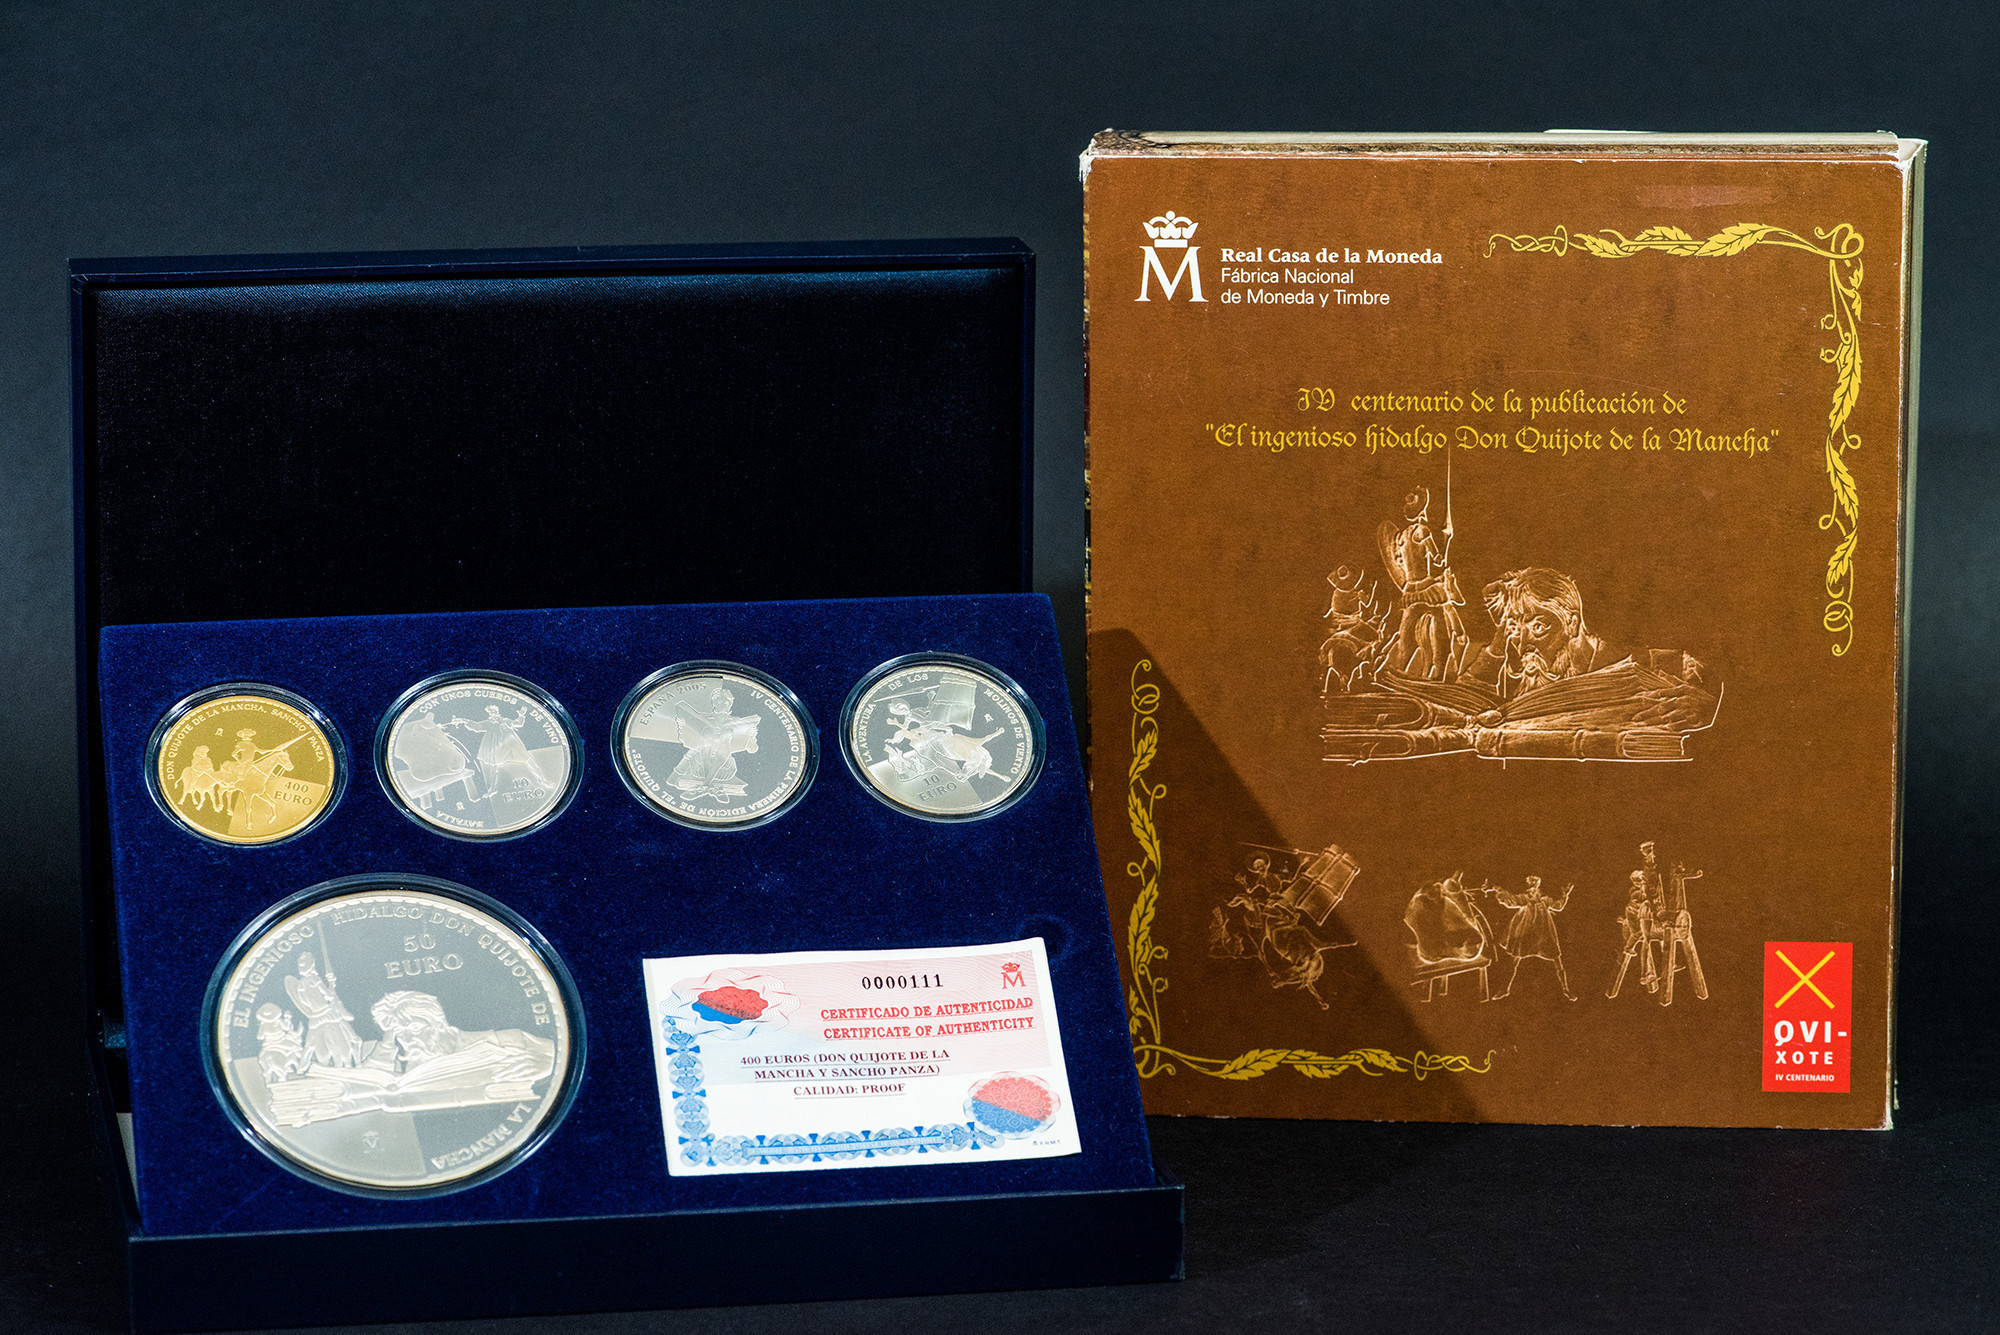 Real Casa de la Moneda
Fábrica Nacional
de Moneda y Timbre
IV centenario de la publicación de
"El ingenioso hidalgo Don Quijote de la Mancha"
QVI-
XOTE
IV CENTENARIO
DON QUIJOTE DE LA MANCHA. SANCHO PANZA
400
EURO
CON UNOS CUEROS DE VINO
BATALLA
10
EURO
ESPAÑA 2005
IV CENTENARIO DE LA PRIMERA EDICIÓN DE "EL QUIJOTE"
LA AVENTURA DE LOS MOLINOS DE VIENTO
10
EURO
EL INGENIOSO HIDALGO DON QUIJOTE DE LA MANCHA
50
EURO
0000111
M
CERTIFICADO DE AUTENTICIDAD
CERTIFICATE OF AUTHENTICITY
400 EUROS (DON QUIJOTE DE LA
MANCHA Y SANCHO PANZA)
CALIDAD: PROOF